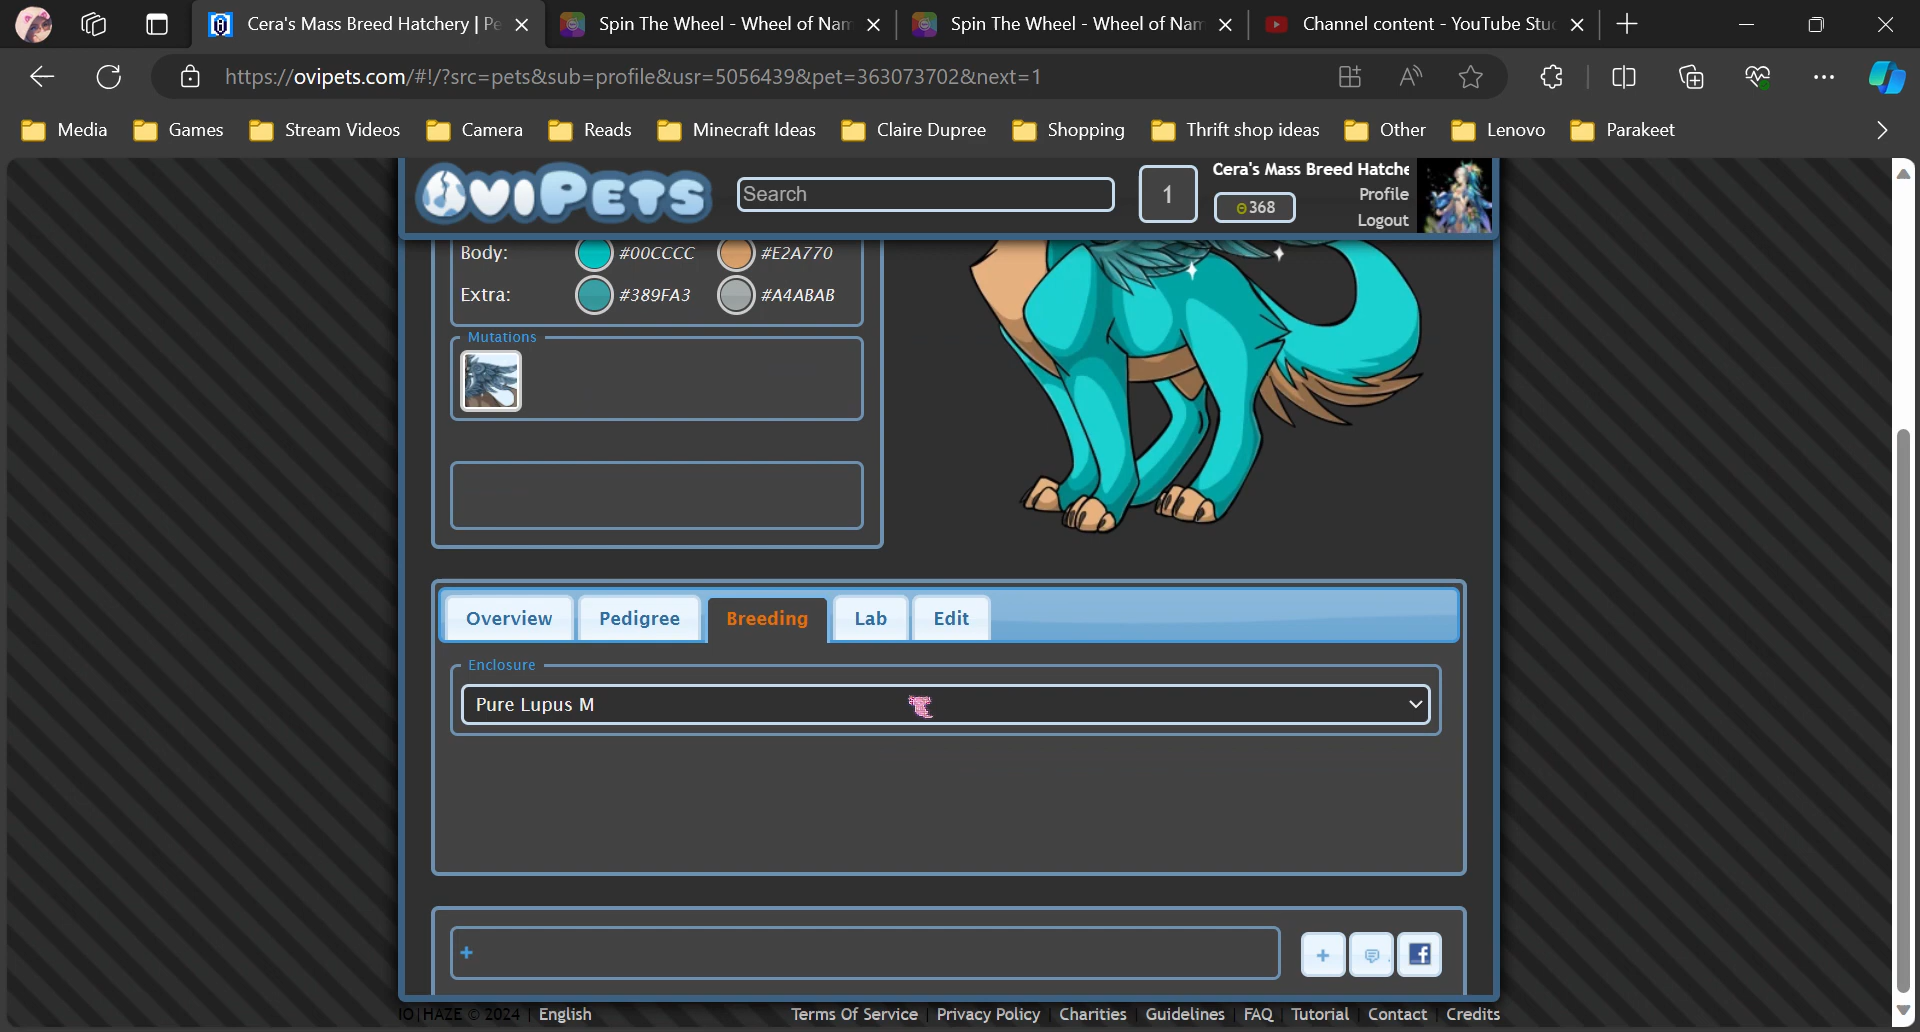 Cera's Mass Breed Hatchery | Pe
Spin The Wheel - Wheel of Nam
Spin The Wheel - Wheel of Nam
Channel content - YouTube Stu
https://ovipets.com/#!/?src=pets&sub=profile&usr=5056439&pet=363073702&next=1
Media
Games
Stream Videos
Camera
Reads
Minecraft Ideas
Claire Dupree
Shopping
Thrift shop ideas
Other
Lenovo
Parakeet
OVIPETS
Search
1
Cera's Mass Breed Hatche
368
Profile
Logout
Body: #00CCCC #E2A770
Extra: #389FA3 #A4ABAB
Mutations
Overview
Pedigree
Breeding
Lab
Edit
Enclosure
Pure Lupus M
IO|HAZE © 2024 | English
Terms Of Service | Privacy Policy | Charities | Guidelines | FAQ | Tutorial | Contact | Credits